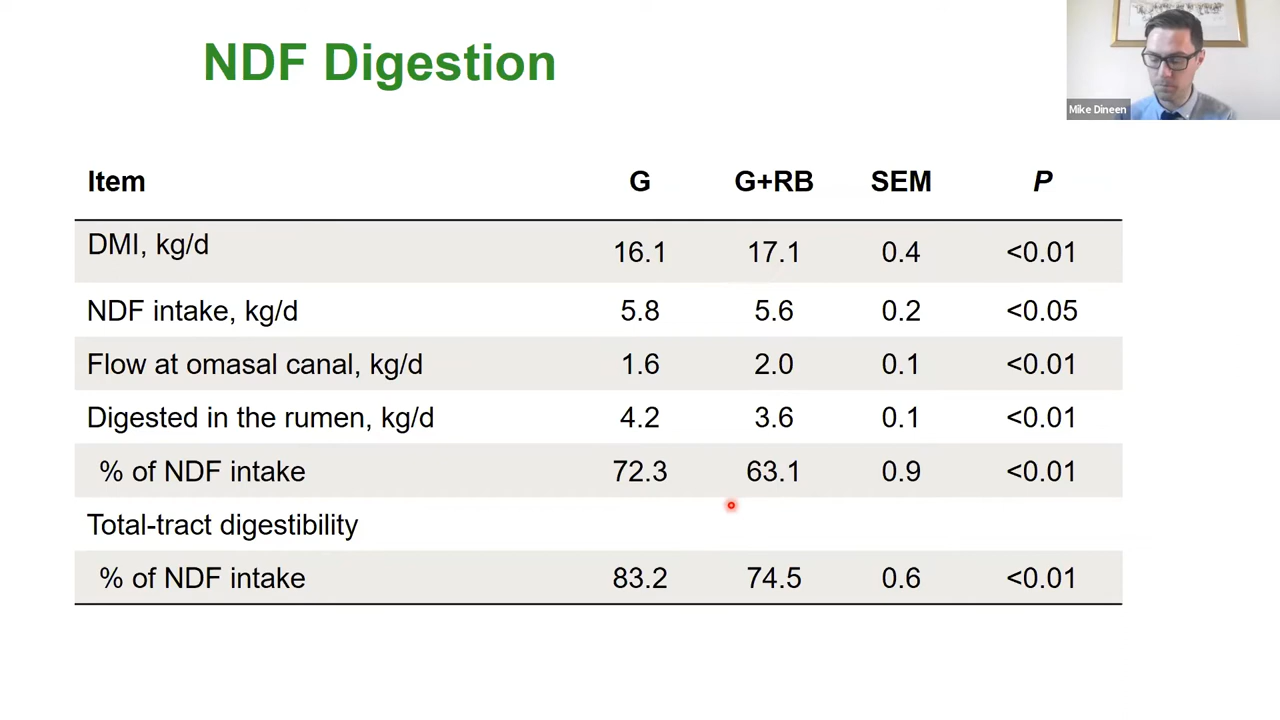 NDF Digestion
Mike Dineen
Item G G+RB SEM P
DMI, kg/d 16.1 17.1 0.4 <0.01
NDF intake, kg/d 5.8 5.6 0.2 <0.05
Flow at omasal canal, kg/d 1.6 2.0 0.1 <0.01
Digested in the rumen, kg/d 4.2 3.6 0.1 <0.01
% of NDF intake 72.3 63.1 0.9 <0.01
Total-tract digestibility
% of NDF intake 83.2 74.5 0.6 <0.01